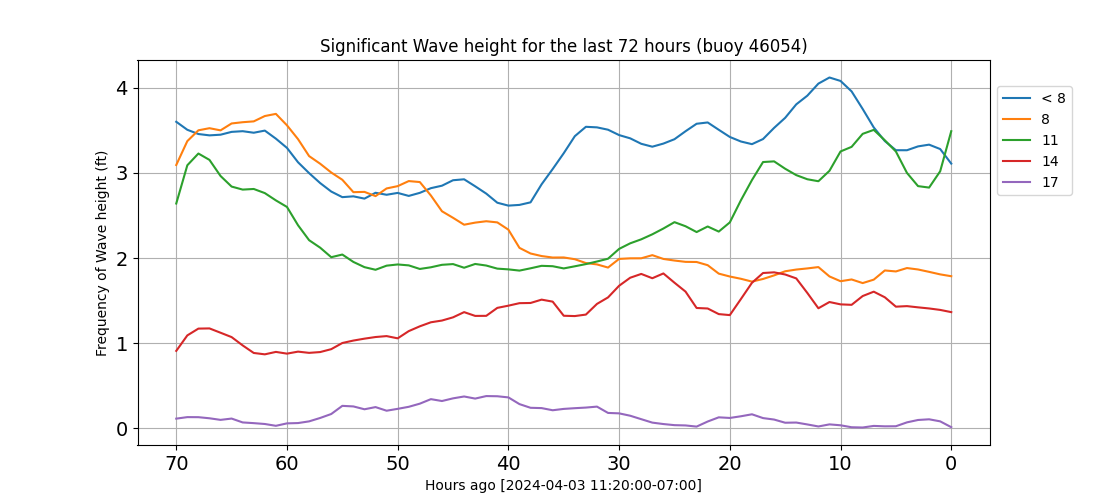 Significant Wave height for the last 72 hours (buoy 46054)
Frequency of Wave height (ft)
4
3
2
1
0
70 60 50 40 30 20 10 0
Hours ago [2024-04-03 11:20:00-07:00]
< 8
8
11
14
17